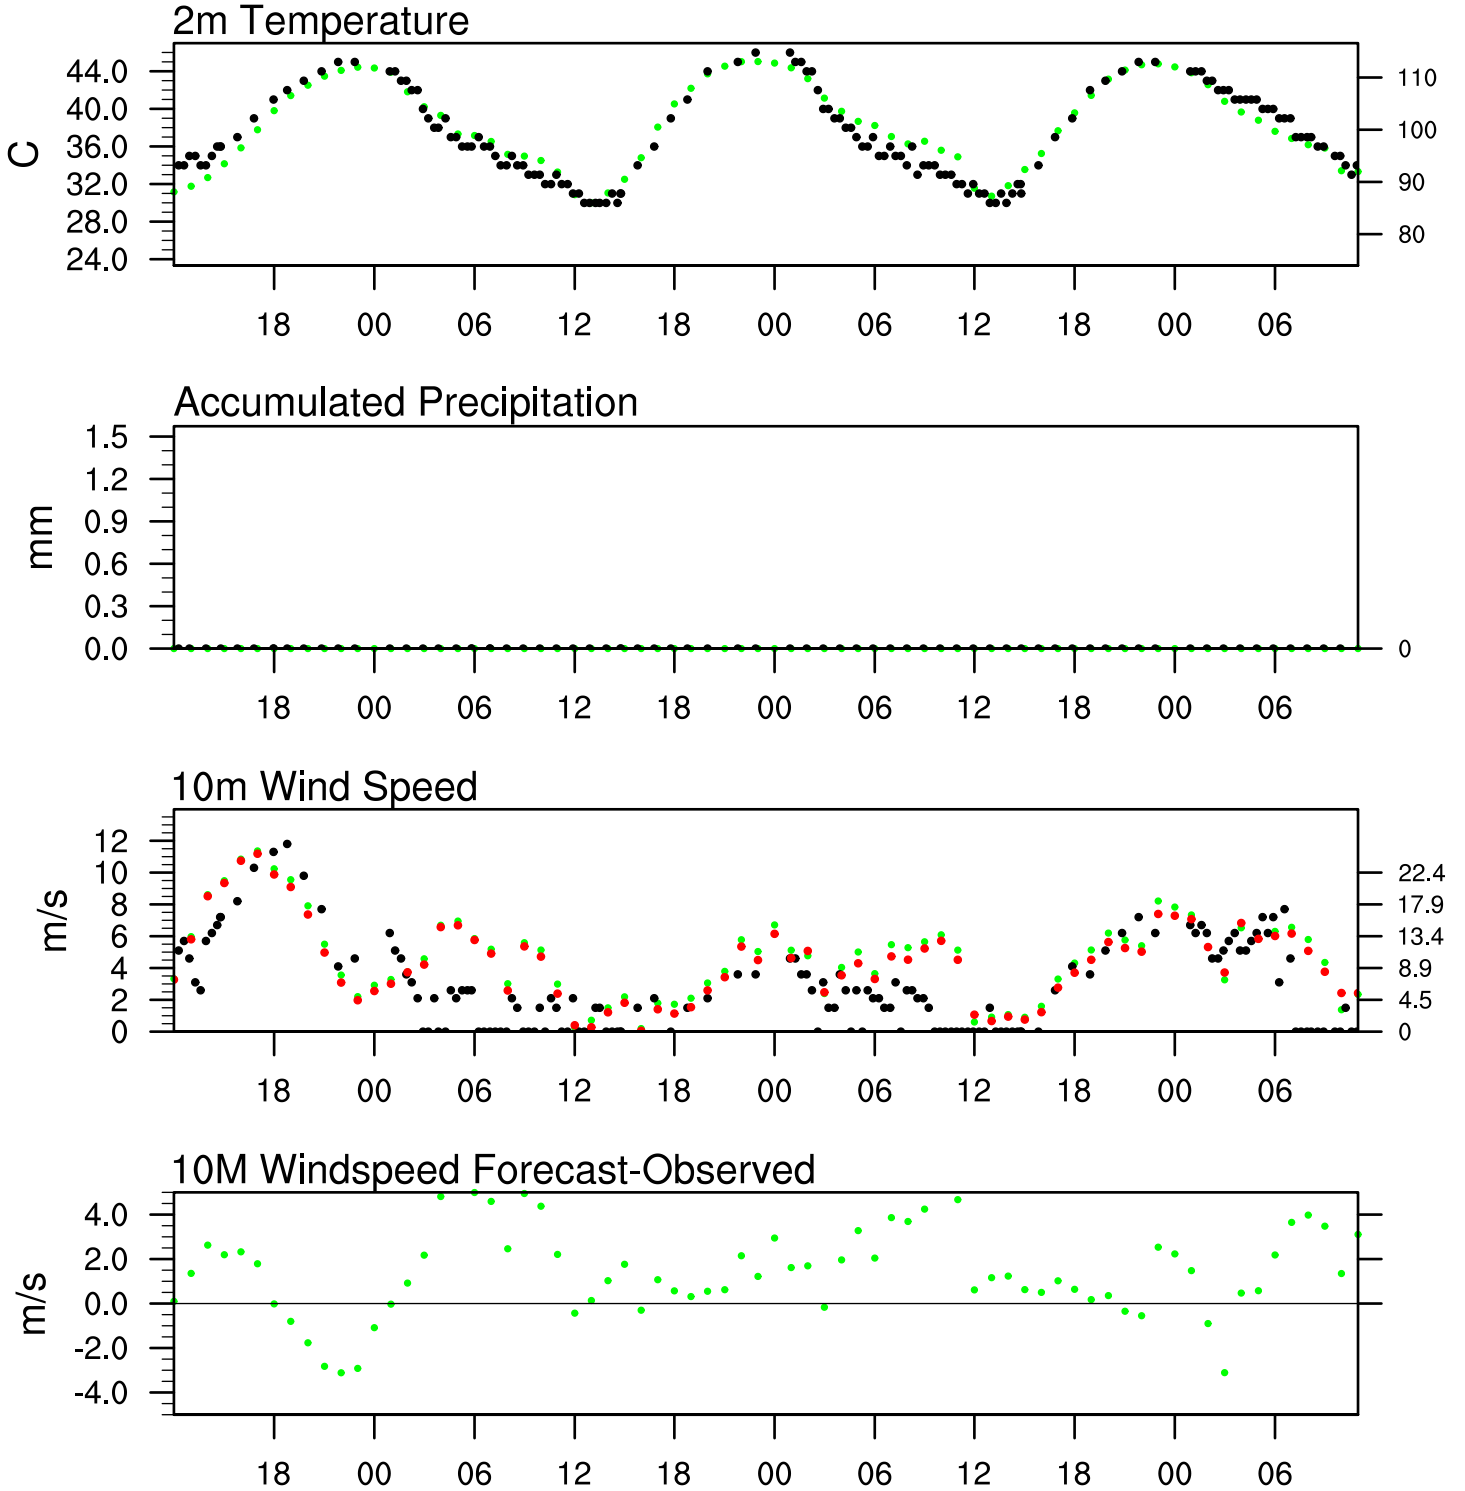 2m Temperature
C
44.0
40.0
36.0
32.0
28.0
24.0
110
100
90
80
18 00 06 12 18 00 06 12 18 00 06
Accumulated Precipitation
mm
1.5
1.2
0.9
0.6
0.3
0.0
0
18 00 06 12 18 00 06 12 18 00 06
10m Wind Speed
m/s
12
10
8
6
4
2
0
22.4
17.9
13.4
8.9
4.5
0
18 00 06 12 18 00 06 12 18 00 06
10M Windspeed Forecast-Observed
m/s
4.0
2.0
0.0
-2.0
-4.0
18 00 06 12 18 00 06 12 18 00 06